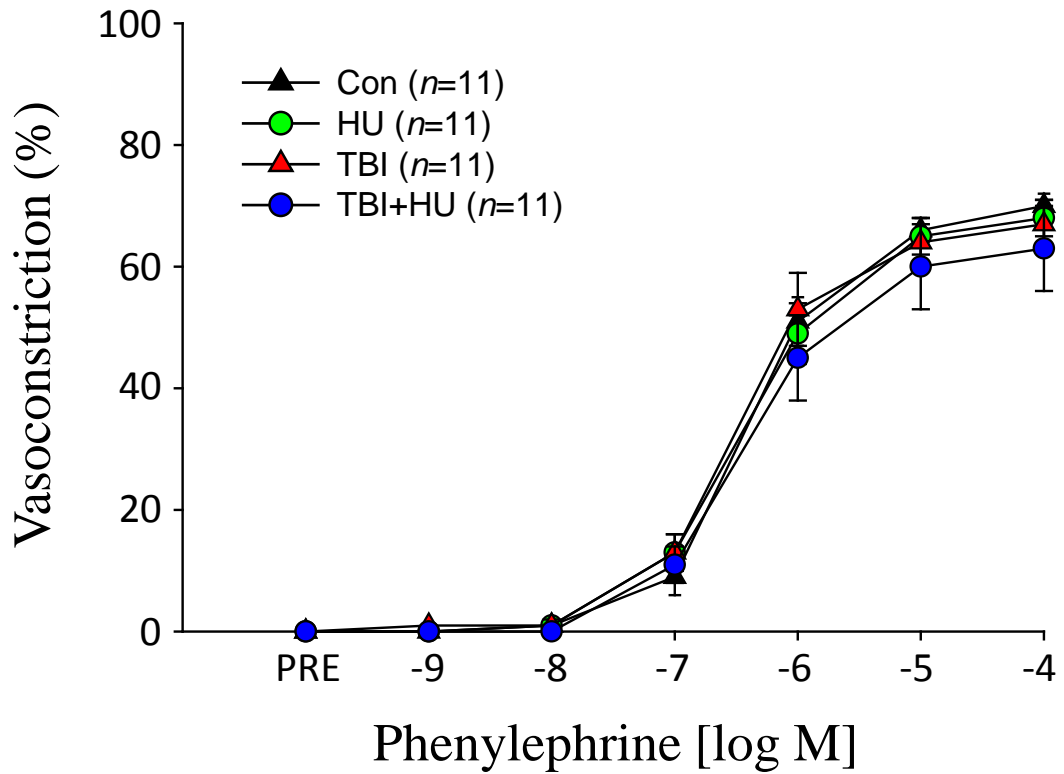 100
80
60
40
20
0
Vasoconstriction (%)
Con (n=11)
HU (n=11)
TBI (n=11)
TBI+HU (n=11)
PRE -9 -8 -7 -6 -5 -4
Phenylephrine [log M]